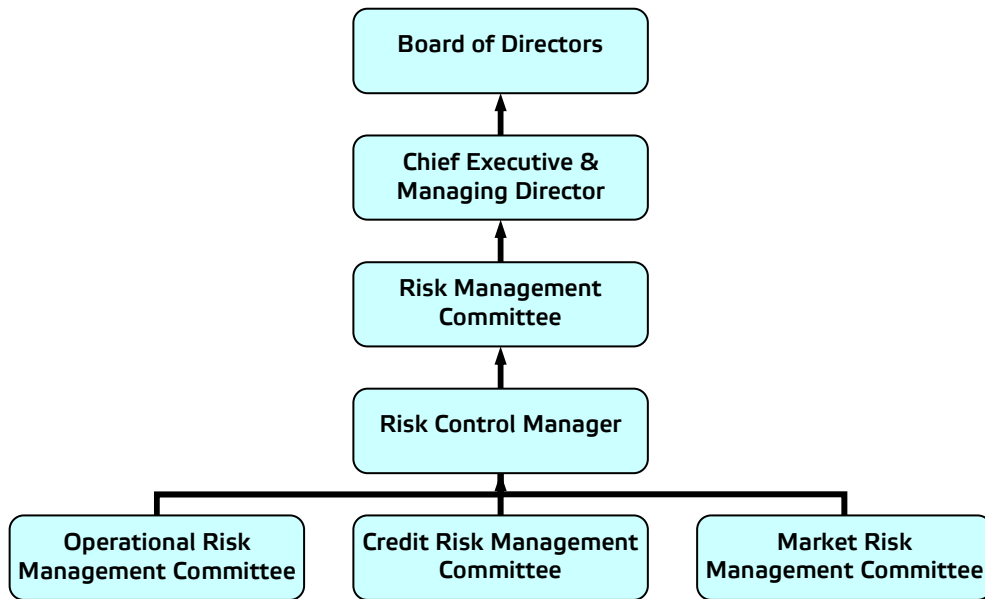 Board of Directors
Chief Executive &
Managing Director
Risk Management
Committee
Risk Control Manager
Operational Risk
Management Committee
Credit Risk Management
Committee
Market Risk
Management Committee